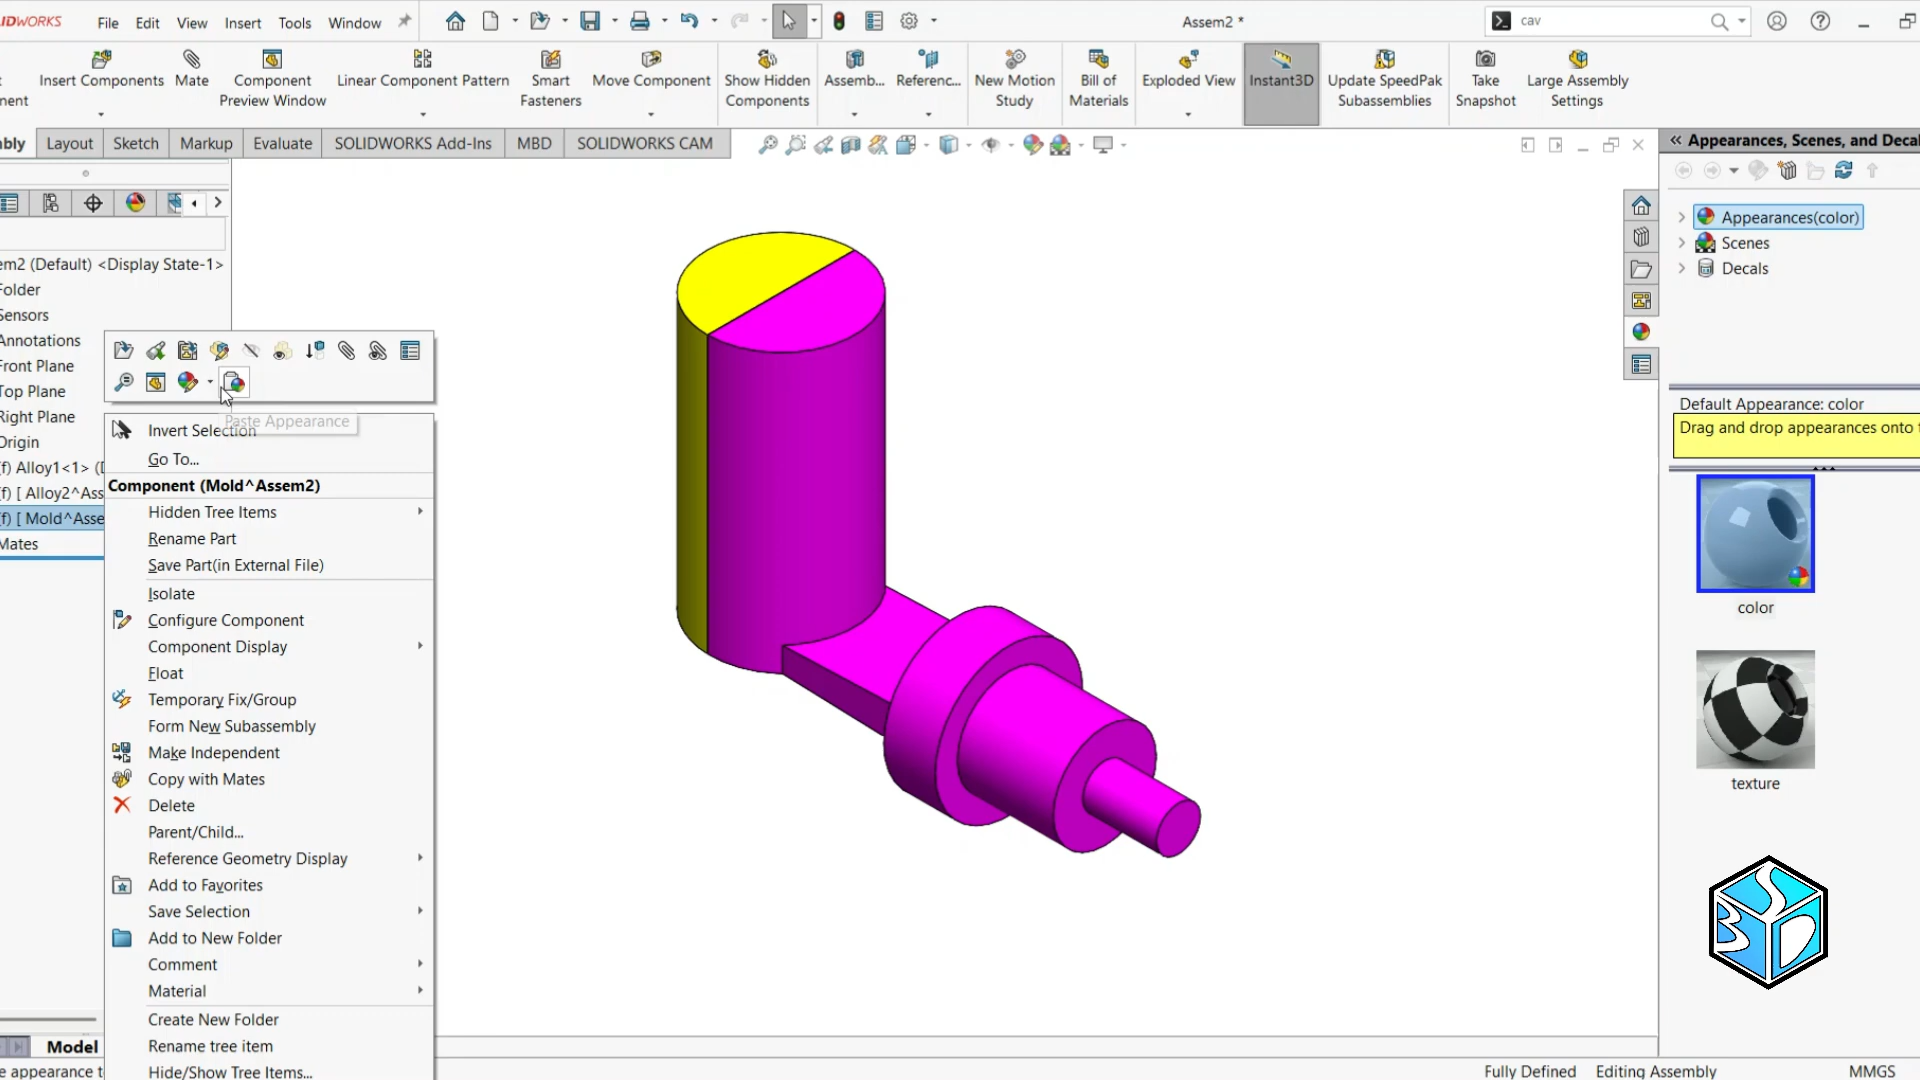 IDWORKS File Edit View Insert Tools Window Assem2 * cav
Insert Components Mate Component Preview Window Linear Component Pattern Smart Fasteners Move Component Show Hidden Components Assemb... Referenc... New Motion Study Bill of Materials Exploded View Instant3D Update SpeedPak Subassemblies Take Snapshot Large Assembly Settings
nent
bly Layout Sketch Markup Evaluate SOLIDWORKS Add-Ins MBD SOLIDWORKS CAM
em2 (Default) <Display State-1>
Folder
Sensors
Annotations
Front Plane
Top Plane
Right Plane
Origin
(f) Alloy1<1> (D
(f) [ Alloy2^Ass
(f) [ Mold^Asse
Mates
Paste Appearance
Invert Selection
Go To...
Component (Mold^Assem2)
Hidden Tree Items
Rename Part
Save Part(in External File)
Isolate
Configure Component
Component Display
Float
Temporary Fix/Group
Form New Subassembly
Make Independent
Copy with Mates
Delete
Parent/Child...
Reference Geometry Display
Add to Favorites
Save Selection
Add to New Folder
Comment
Material
Create New Folder
Rename tree item
Hide/Show Tree Items...
Appearances, Scenes, and Decal
Appearances(color)
Scenes
Decals
Default Appearance: color
Drag and drop appearances onto
color
texture
B S D
Model
e appearance t
Fully Defined Editing Assembly MMGS